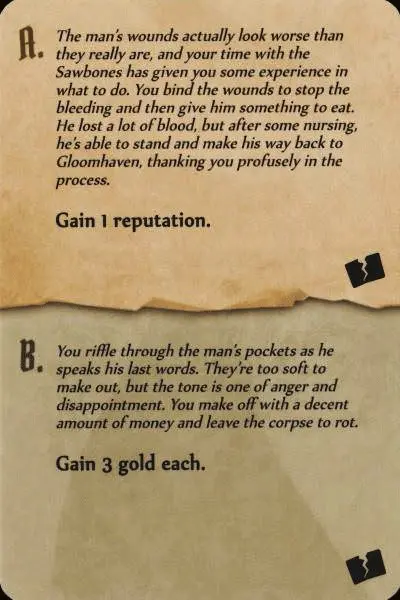 A. The man's wounds actually look worse than
they really are, and your time with the
Sawbones has given you some experience in
what to do. You bind the wounds to stop the
bleeding and then give him something to eat.
He lost a lot of blood, but after some nursing,
he's able to stand and make his way back to
Gloomhaven, thanking you profusely in the
process.
Gain 1 reputation.
B. You riffle through the man's pockets as he
speaks his last words. They're too soft to
make out, but the tone is one of anger and
disappointment. You make off with a decent
amount of money and leave the corpse to rot.
Gain 3 gold each.